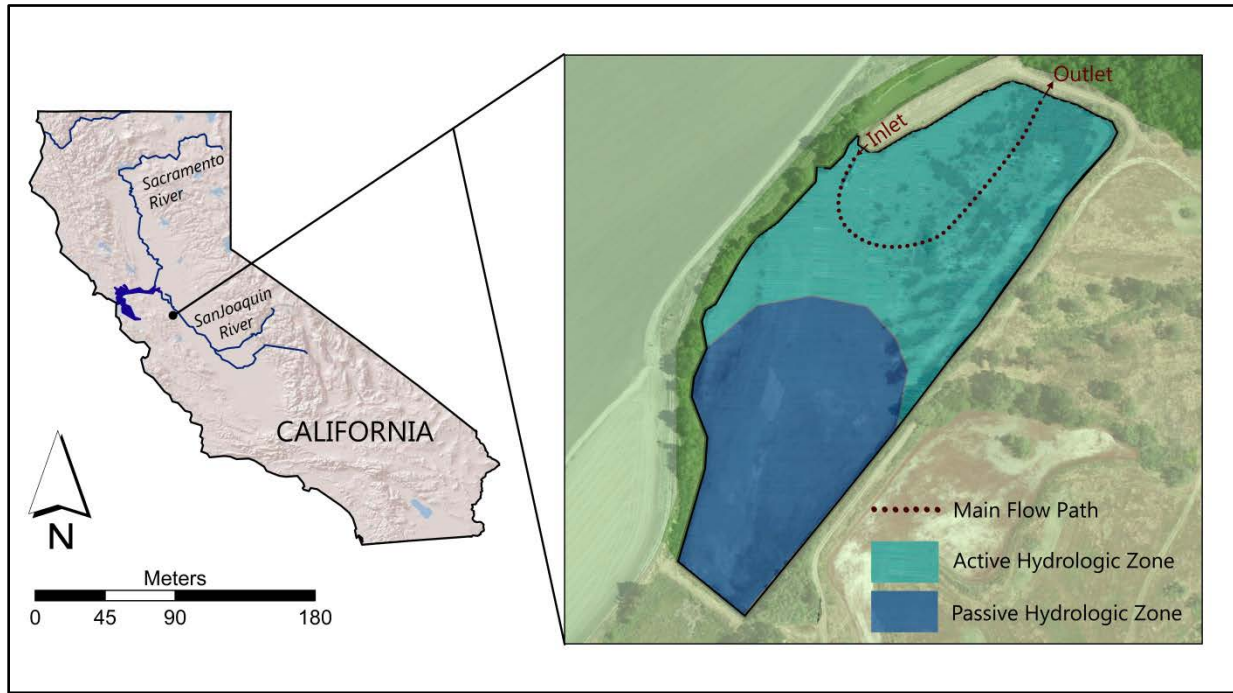 Sacramento
River
SanJoaquin
River
CALIFORNIA
N
Meters
0 45 90 180
Outlet
Inlet
Main Flow Path
Active Hydrologic Zone
Passive Hydrologic Zone